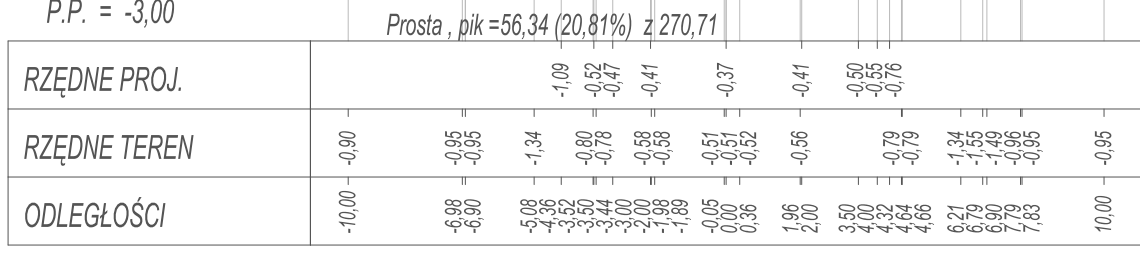 P.P. = -3,00
Prosta , pik =56,34 (20,81%) z 270,71
RZĘDNE PROJ. -1,09 -0,52 -0,47 -0,41 -0,37 -0,41 -0,50 -0,55 -0,76
RZĘDNE TEREN -0,90 -0,95 -0,95 -1,34 -0,80 -0,78 -0,58 -0,58 -0,51 -0,51 -0,52 -0,56 -0,79 -0,79 -1,34 -1,55 -1,49 -0,96 -0,95 -0,95
ODLEGŁOŚCI -10,00 -6,98 -6,90 -5,08 -4,36 -3,52 -3,50 -3,44 -3,00 -2,00 -1,98 -1,89 -0,05 0,00 0,36 1,96 2,00 3,50 4,00 4,32 4,64 4,66 6,21 6,79 6,90 7,79 7,83 10,00